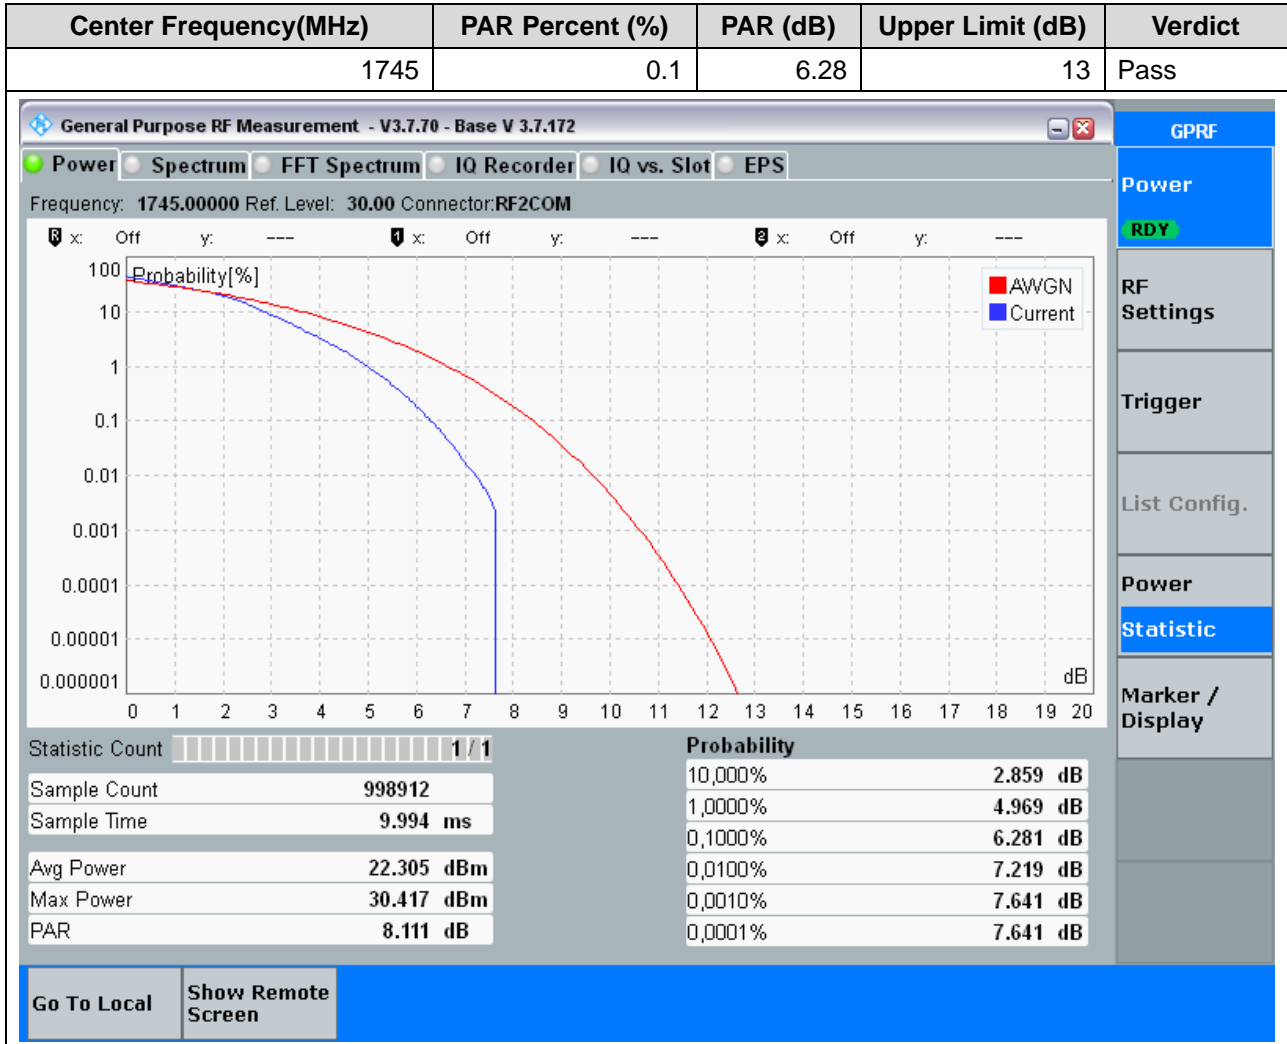 Center Frequency(MHz) PAR Percent (%) PAR (dB) Upper Limit (dB) Verdict
1745 0.1 6.28 13 Pass
General Purpose RF Measurement - V3.7.70 - Base V 3.7.172
GPRF
Power Spectrum FFT Spectrum IQ Recorder IQ vs. Slot EPS
Frequency: 1745.00000 Ref. Level: 30.00 Connector:RF2COM
R x: Off y: --- 1 x: Off y: --- 2 x: Off y: ---
Probability[%]
100
10
1
0.1
0.01
0.001
0.0001
0.00001
0.000001
AWGN
Current
dB
0 1 2 3 4 5 6 7 8 9 10 11 12 13 14 15 16 17 18 19 20
Statistic Count 1 / 1
Sample Count 998912
Sample Time 9.994 ms
Avg Power 22.305 dBm
Max Power 30.417 dBm
PAR 8.111 dB
Probability
10,000% 2.859 dB
1,0000% 4.969 dB
0,1000% 6.281 dB
0,0100% 7.219 dB
0,0010% 7.641 dB
0,0001% 7.641 dB
Power
RDY
RF
Settings
Trigger
List Config.
Power
Statistic
Marker /
Display
Go To Local
Show Remote
Screen